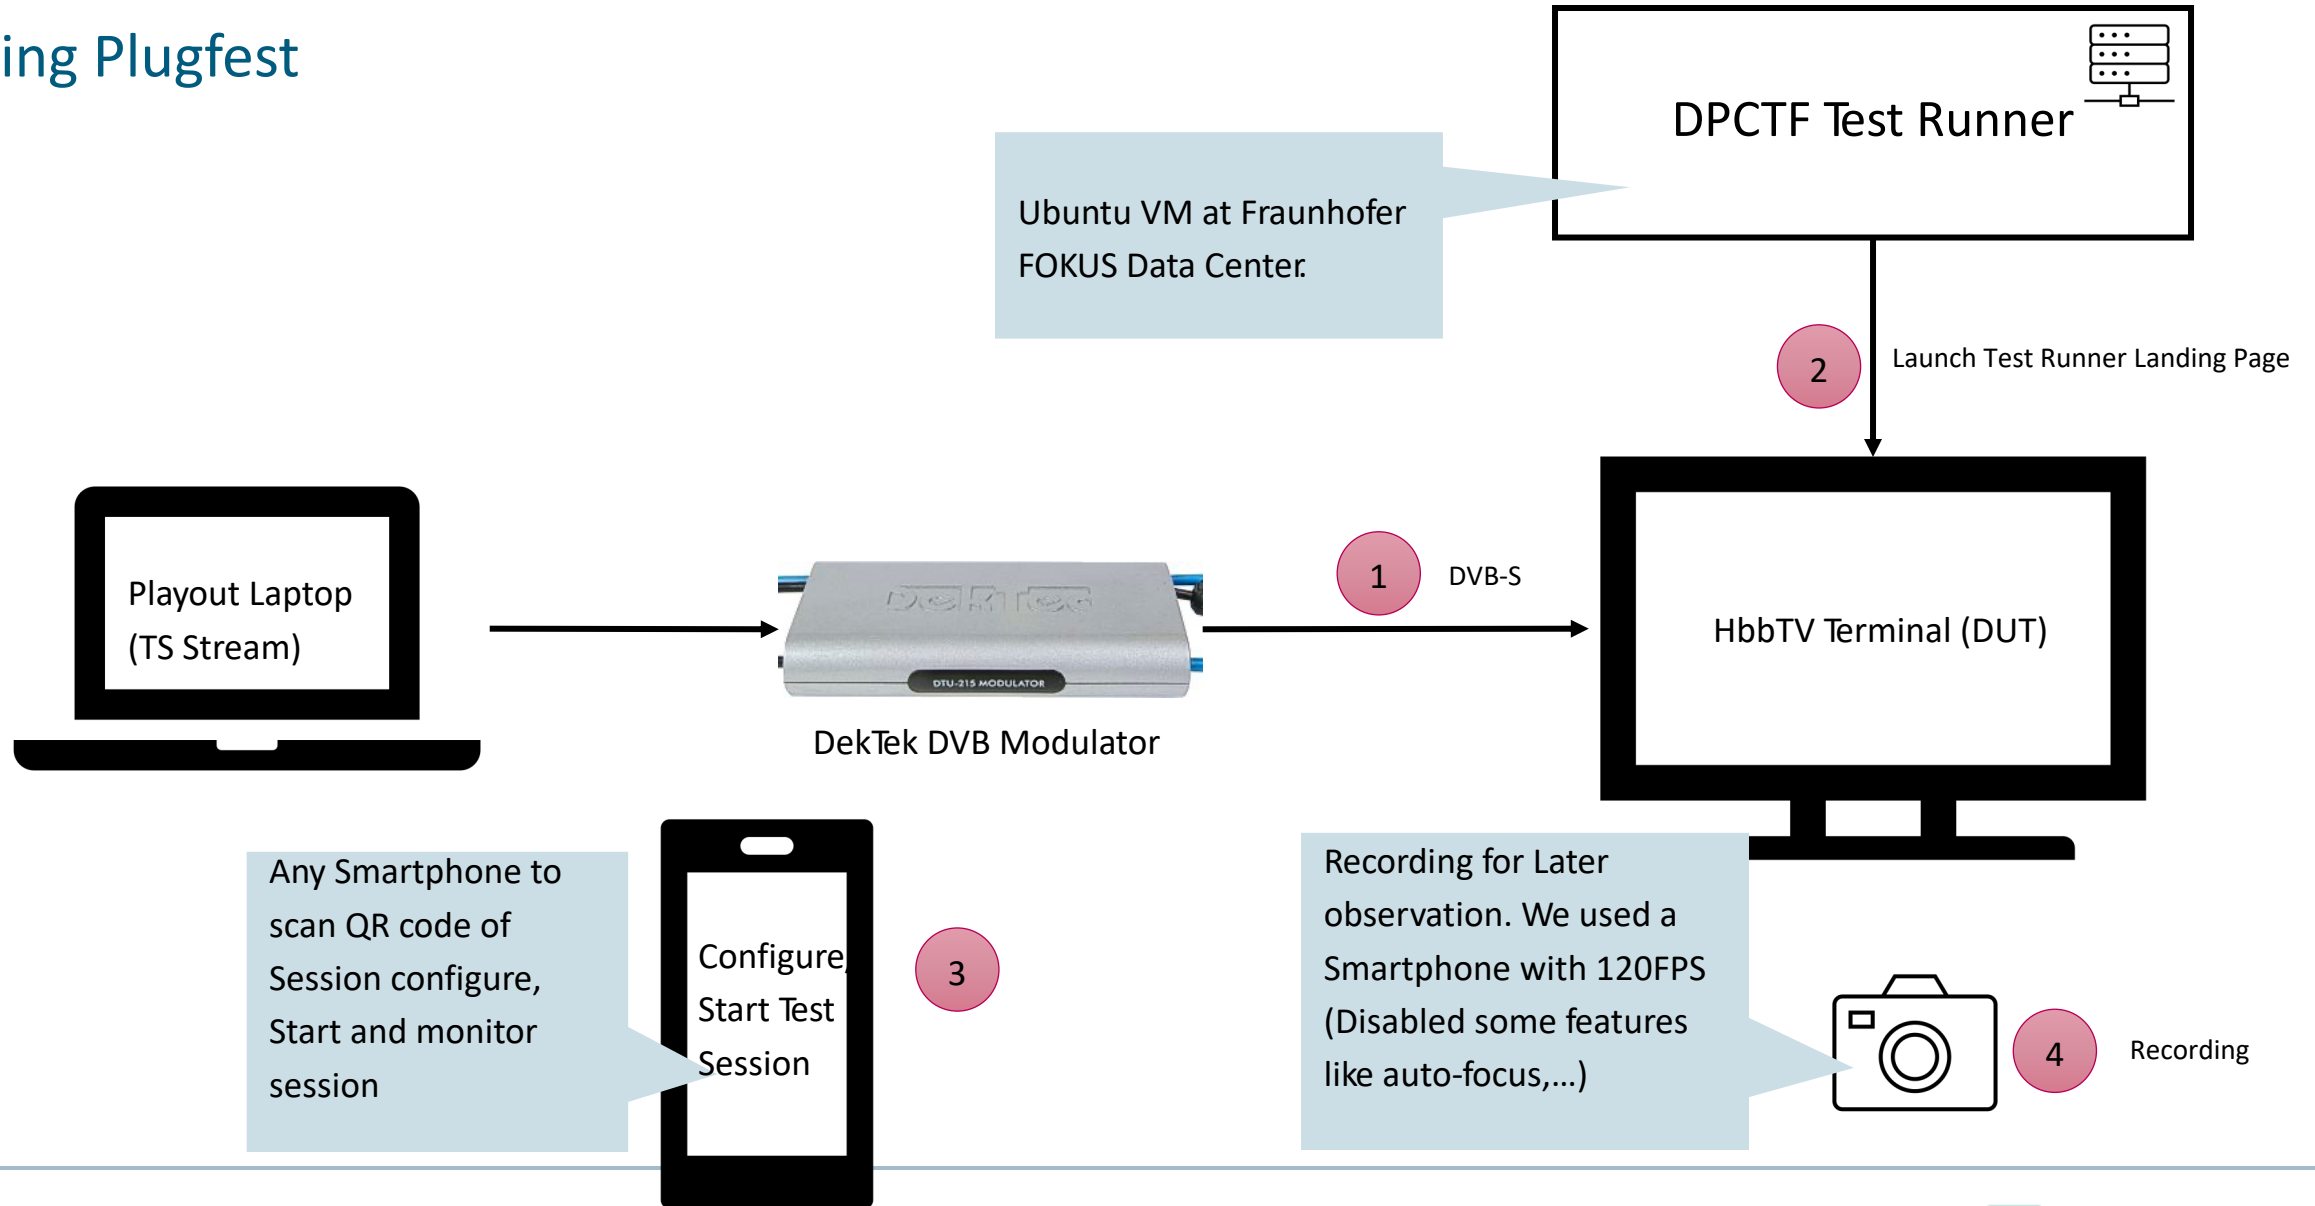 ing Plugfest
DPCTF Test Runner
Ubuntu VM at Fraunhofer
FOKUS Data Center.
2
Launch Test Runner Landing Page
Playout Laptop
(TS Stream)
DekTec
DTU-215 MODULATOR
DekTek DVB Modulator
1
DVB-S
HbbTV Terminal (DUT)
Any Smartphone to
scan QR code of
Session configure,
Start and monitor
session
Configure,
Start Test
Session
3
Recording for Later
observation. We used a
Smartphone with 120FPS
(Disabled some features
like auto-focus,...)
4
Recording